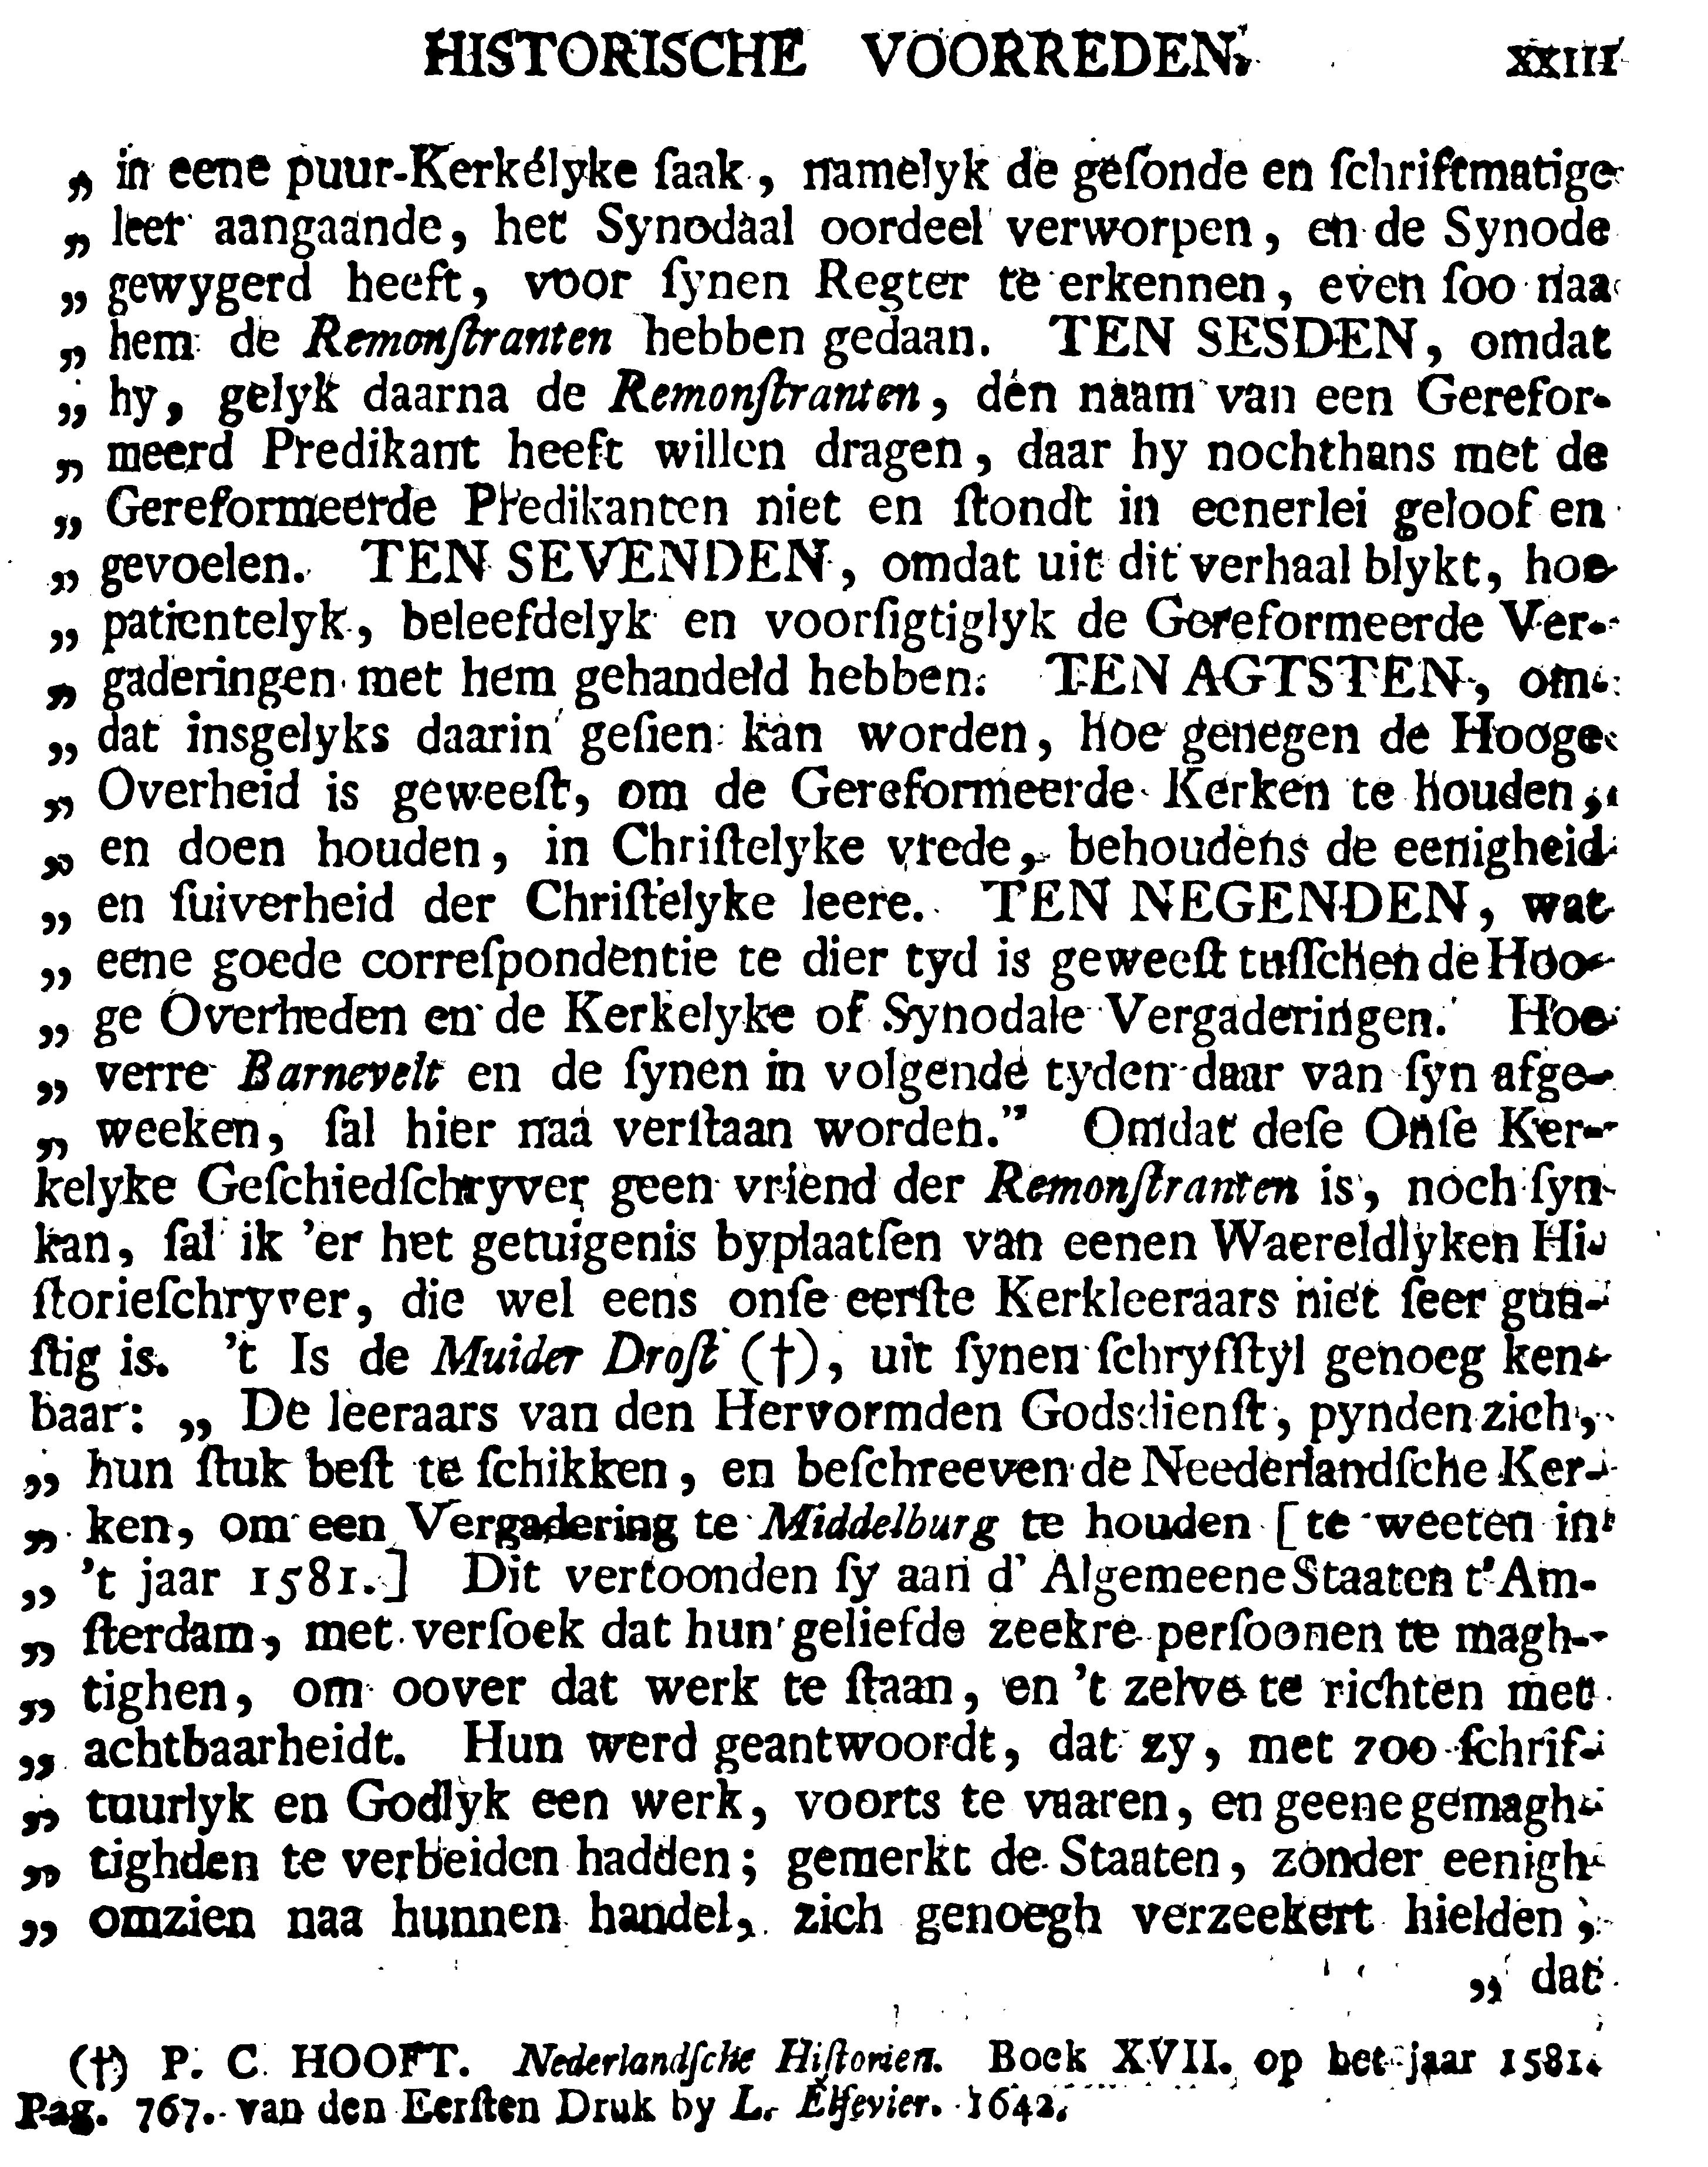 HISTORISCHE VOORREDEN. XXIII
„ in eene puur-Kerkélyke ſaak, namelyk de geſonde en ſchriftmatige
„ leer aangaande, het Synodaal oordeel verworpen, en de Synode
„ gewygerd heeft, voor ſynen Regter te erkennen, even ſoo naa
„ hem de Remonſtranten hebben gedaan. TEN SESDEN, omdat
„ hy, gelyk daarna de Remonſtranten, den naam van een Gerefor-
„ meerd Predikant heeft willen dragen, daar hy nochthans met de
„ Gereformeerde Predikanten niet en ſtondt in eenerlei geloof en
„ gevoelen. TEN SEVENDEN, omdat uit dit verhaal blykt, hoe
„ patientelyk, beleefdelyk en voorſigtiglyk de Gereformeerde Ver-
„ gaderingen met hem gehandeld hebben. TEN AGTSTEN, om-
„ dat insgelyks daarin geſien kan worden, hoe genegen de Hooge
„ Overheid is geweeſt, om de Gereformeerde Kerken te houden,
„ en doen houden, in Chriſtelyke vrede, behoudens de eenigheid
„ en ſuiverheid der Chriſtelyke leere. TEN NEGENDEN, wat
„ eene goede correſpondentie te dier tyd is geweeſt tuſſchen de Hoo-
„ ge Overheden en de Kerkelyke of Synodale Vergaderingen. Hoe
„ verre Barnevelt en de ſynen in volgende tyden daar van ſyn afge-
„ weeken, ſal hier naa verſtaan worden.” Omdat deſe Onſe Ker-
kelyke Geſchiedſchryver geen vriend der Remonſtranten is, noch ſyn
kan, ſal ik 'er het getuigenis byplaatſen van eenen Waereldlyken Hi-
ſtorieſchryver, die wel eens onſe eerſte Kerkleeraars niet ſeer gun-
ſtig is. 't Is de Muider Droſt (†), uit ſynen ſchryfſtyl genoeg ken-
baar: „ De leeraars van den Hervormden Godsdienſt, pynden zich,
„ hun ſtuk beſt te ſchikken, en beſchreeven de Neederlandſche Ker-
„ ken, om een Vergadering te Middelburg te houden [te weeten in
„ 't jaar 1581.] Dit vertoonden ſy aan d' Algemeene Staaten t' Am-
„ ſterdam, met verſoek dat hun geliefde zeekre perſoonen te magh-
„ tighen, om oover dat werk te ſtaan, en 't zelve te richten met
„ achtbaarheidt. Hun werd geantwoordt, dat zy, met zoo ſchrif-
„ tuurlyk en Godlyk een werk, voorts te vaaren, en geene gemagh-
„ tighden te verbeiden hadden; gemerkt de Staaten, zonder eenigh
„ omzien naa hunnen handel, zich genoegh verzeekert hielden,
„ dat
(†) P. C. HOOFT. Nederlandſche Hiſtorien. Boek XVII. op het jaar 1581.
Pag. 767. van den Eerſten Druk by L. Elſevier. 1642.